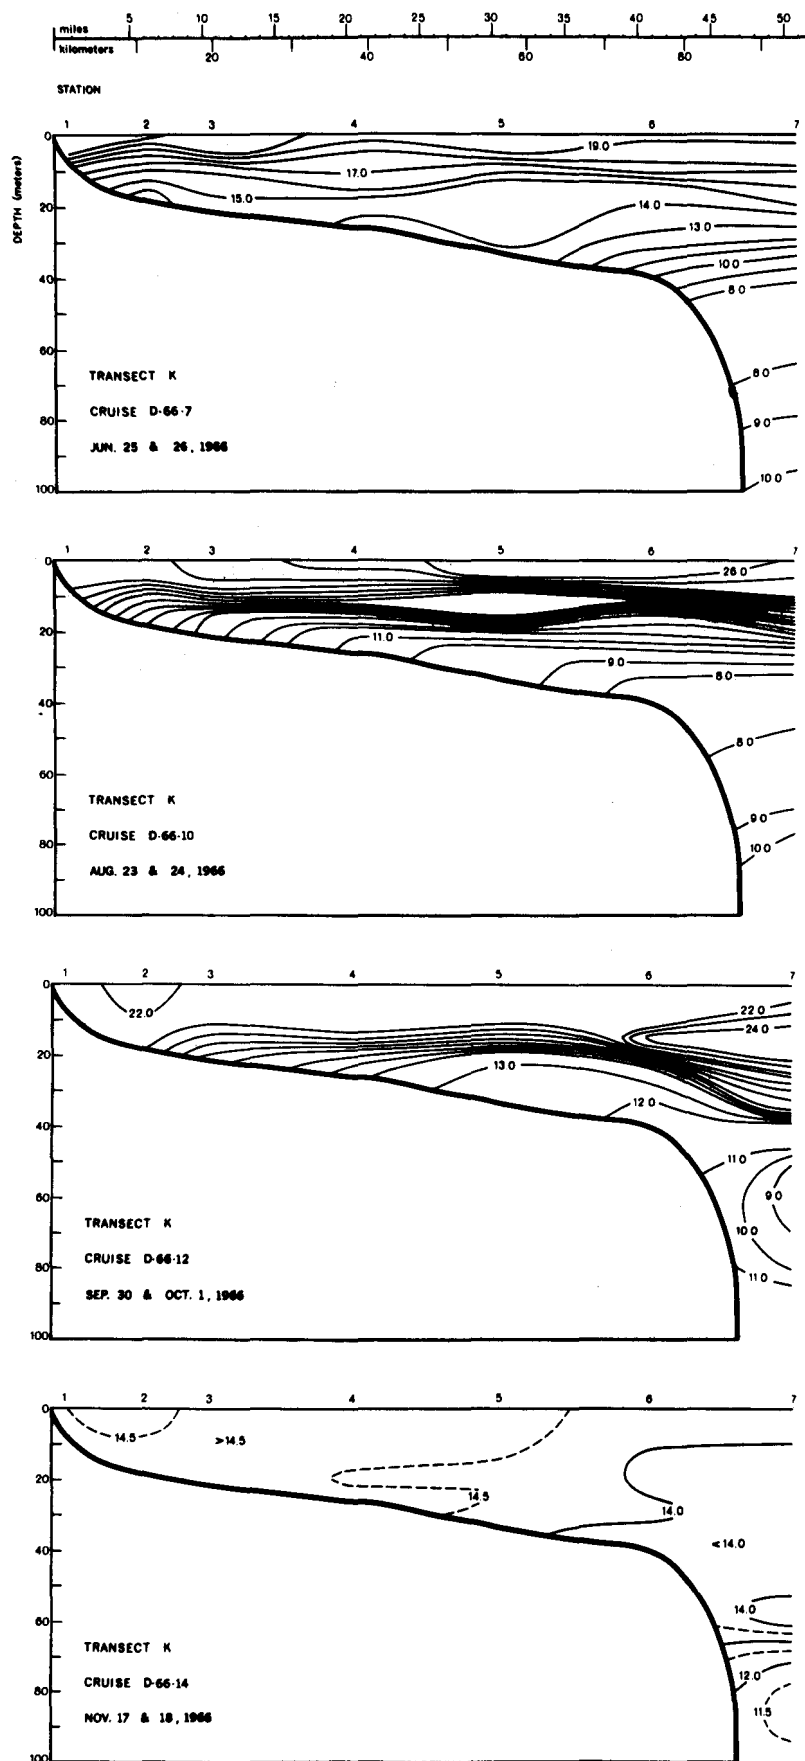 miles 5 10 15 20 25 30 35 40 45 50
kilometers 20 40 60 80
STATION
1 2 3 4 5 6 7
DEPTH (meters)
0
20
40
60
80
100
19.0
17.0
15.0
14.0
13.0
10.0
8.0
8.0
9.0
10.0
TRANSECT K
CRUISE D-66-7
JUN. 25 & 26, 1966
1 2 3 4 5 6 7
0
20
40
60
80
100
26.0
11.0
9.0
8.0
8.0
9.0
10.0
TRANSECT K
CRUISE D-66-10
AUG. 23 & 24, 1966
1 2 3 4 5 6 7
0
20
40
60
80
100
22.0
22.0
24.0
13.0
12.0
11.0
9.0
10.0
11.0
TRANSECT K
CRUISE D-66-12
SEP. 30 & OCT. 1, 1966
1 2 3 4 5 6 7
0
20
40
60
80
100
14.5
>14.5
14.5
14.0
<14.0
14.0
12.0
11.5
TRANSECT K
CRUISE D-66-14
NOV. 17 & 18, 1966